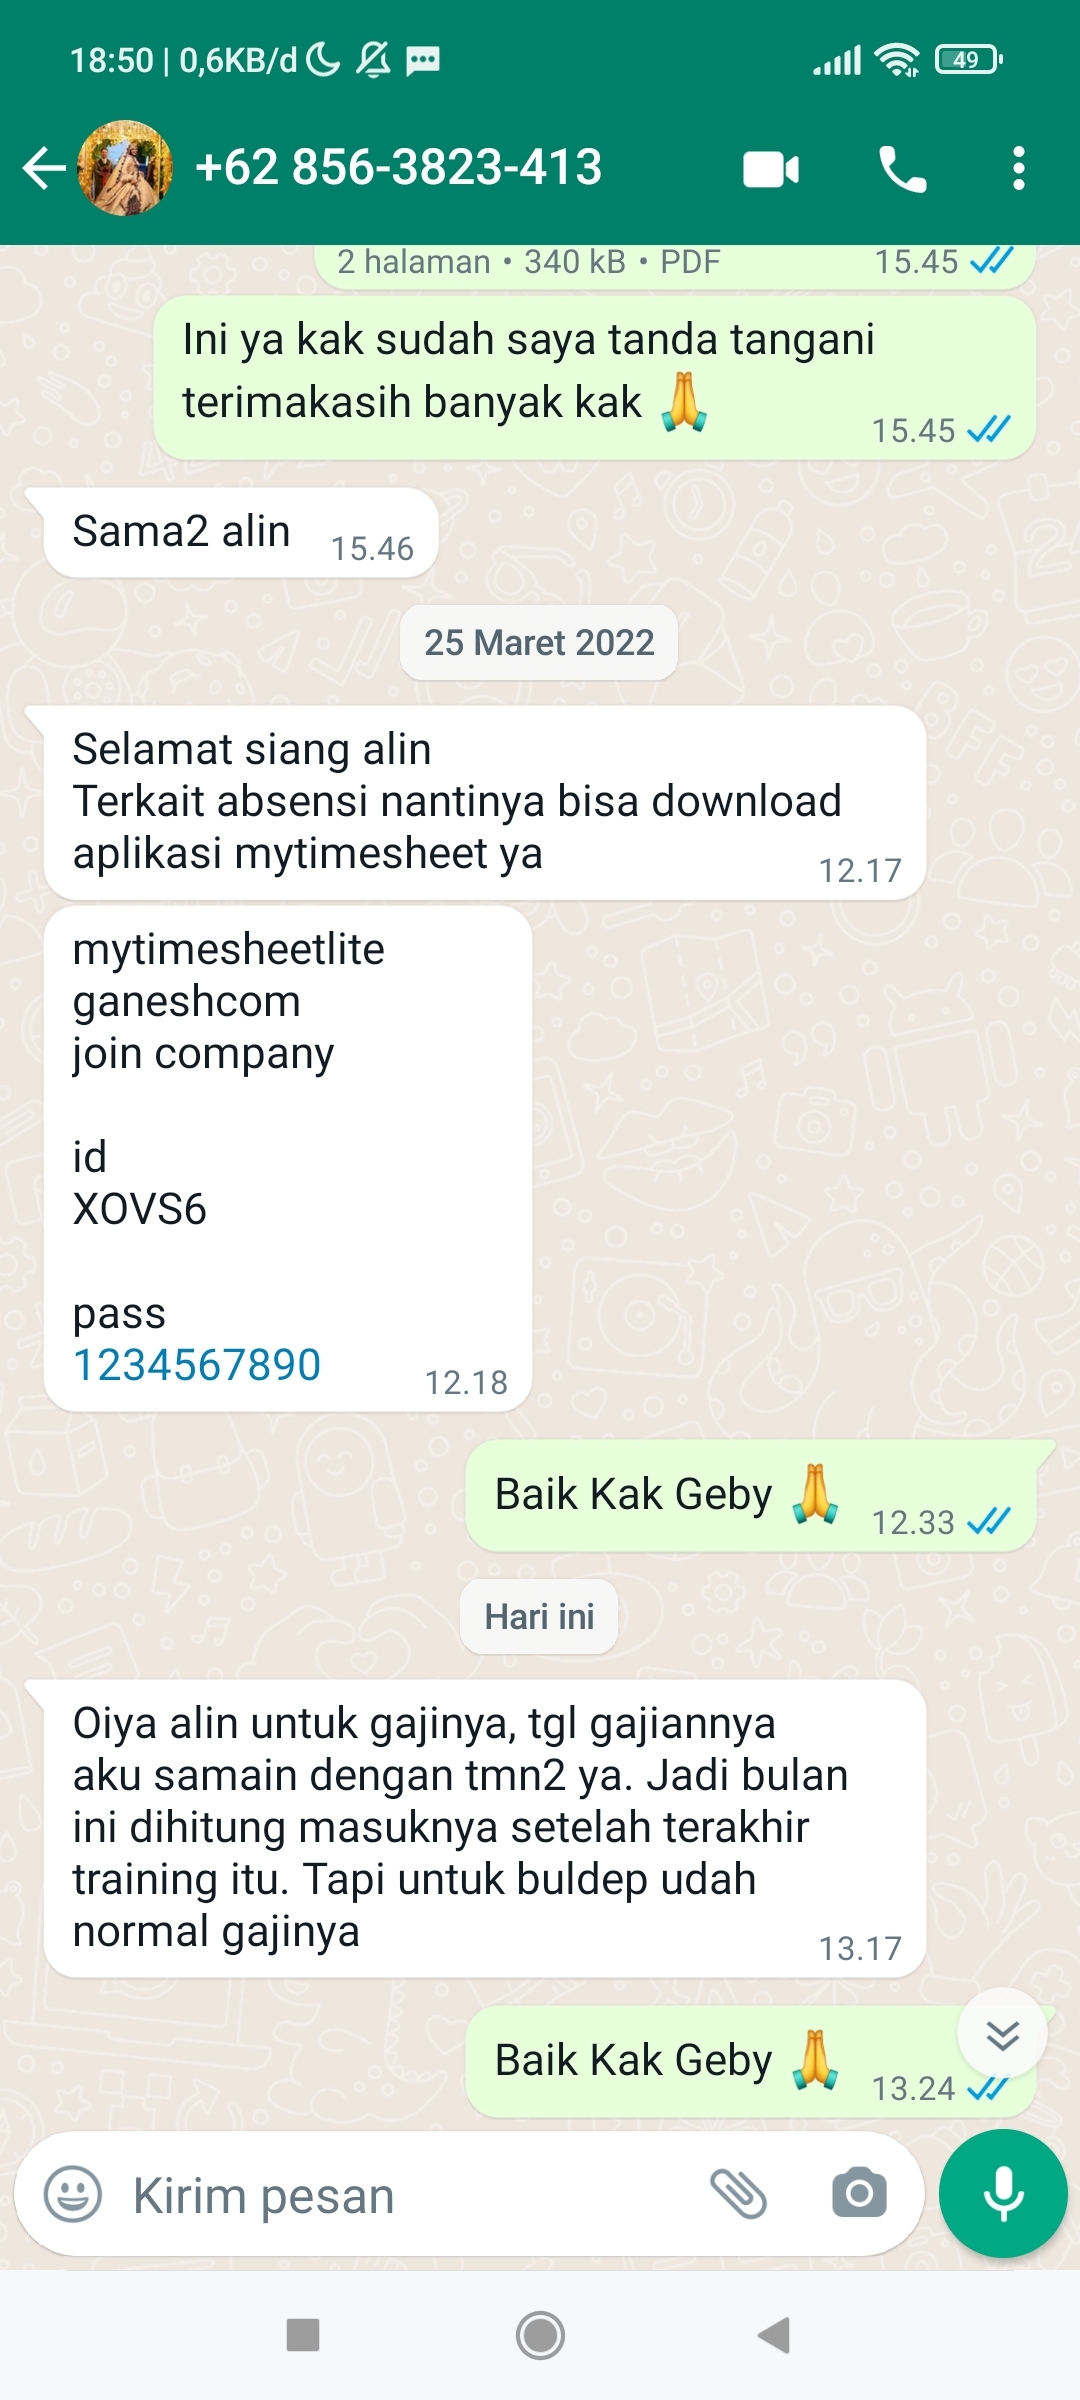 18:50 | 0,6KB/d
49
+62 856-3823-413
2 halaman • 340 kB • PDF 15.45
Ini ya kak sudah saya tanda tangani
terimakasih banyak kak 🙏
15.45
Sama2 alin 15.46
25 Maret 2022
Selamat siang alin
Terkait absensi nantinya bisa download
aplikasi mytimesheet ya
12.17
mytimesheetlite
ganeshcom
join company
id
XOVS6
pass
1234567890
12.18
Baik Kak Geby 🙏 12.33
Hari ini
Oiya alin untuk gajinya, tgl gajiannya
aku samain dengan tmn2 ya. Jadi bulan
ini dihitung masuknya setelah terakhir
training itu. Tapi untuk buldep udah
normal gajinya
13.17
Baik Kak Geby 🙏 13.24
Kirim pesan